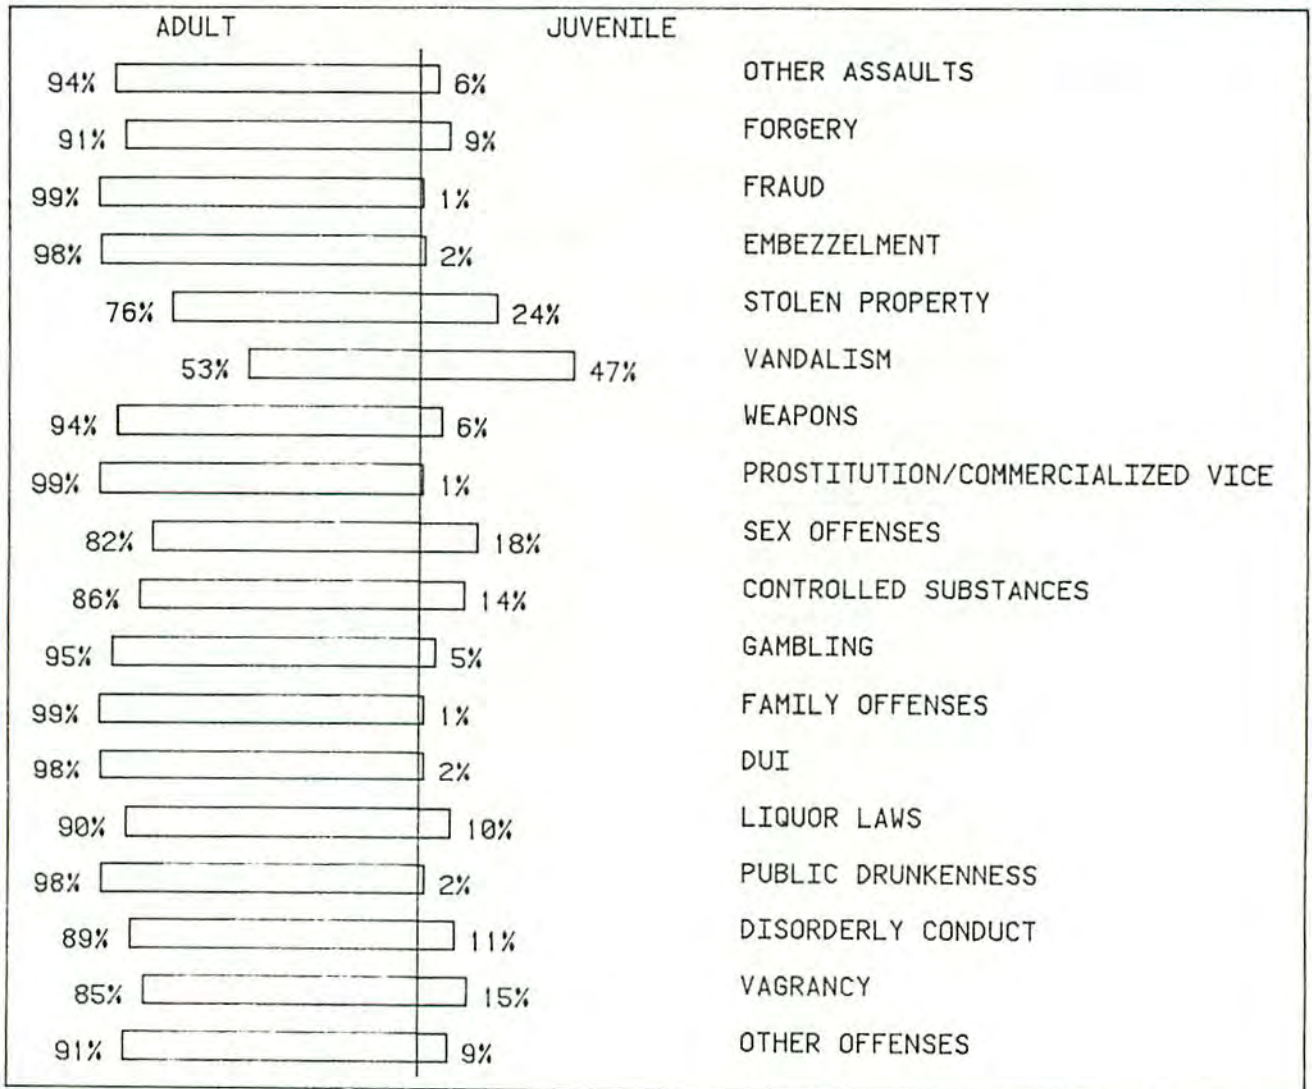 ADULT JUVENILE
94% 6% OTHER ASSAULTS
91% 9% FORGERY
99% 1% FRAUD
98% 2% EMBEZZELMENT
76% 24% STOLEN PROPERTY
53% 47% VANDALISM
94% 6% WEAPONS
99% 1% PROSTITUTION/COMMERCIALIZED VICE
82% 18% SEX OFFENSES
86% 14% CONTROLLED SUBSTANCES
95% 5% GAMBLING
99% 1% FAMILY OFFENSES
98% 2% DUI
90% 10% LIQUOR LAWS
98% 2% PUBLIC DRUNKENNESS
89% 11% DISORDERLY CONDUCT
85% 15% VAGRANCY
91% 9% OTHER OFFENSES